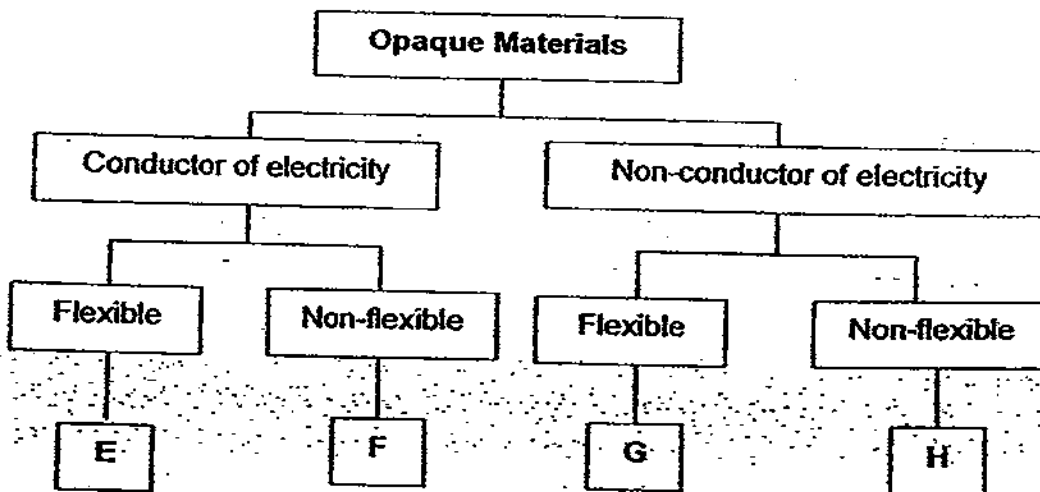 Opaque Materials
Conductor of electricity
Non-conductor of electricity
Flexible
Non-flexible
Flexible
Non-flexible
E
F
G
H